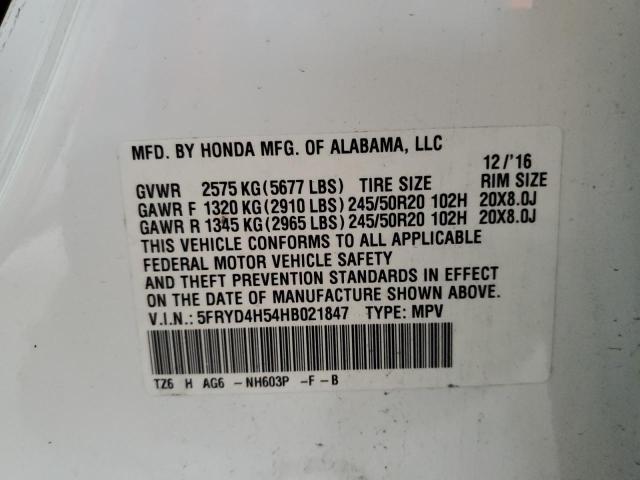 MFD. BY HONDA MFG. OF ALABAMA, LLC
12/'16
GVWR 2575 KG(5677 LBS) TIRE SIZE RIM SIZE
GAWR F 1320 KG(2910 LBS)245/50R20 102H 20X8.0J
GAWR R 1345 KG(2965 LBS)245/50R20 102H 20X8.0J
THIS VEHICLE CONFORMS TO ALL APPLICABLE
FEDERAL MOTOR VEHICLE SAFETY
AND THEFT PREVENTION STANDARDS IN EFFECT
ON THE DATE OF MANUFACTURE SHOWN ABOVE.
V.I.N.: 5FRYD4H54HB021847 TYPE: MPV
TZ6 H AG6 -NH603P -F-B